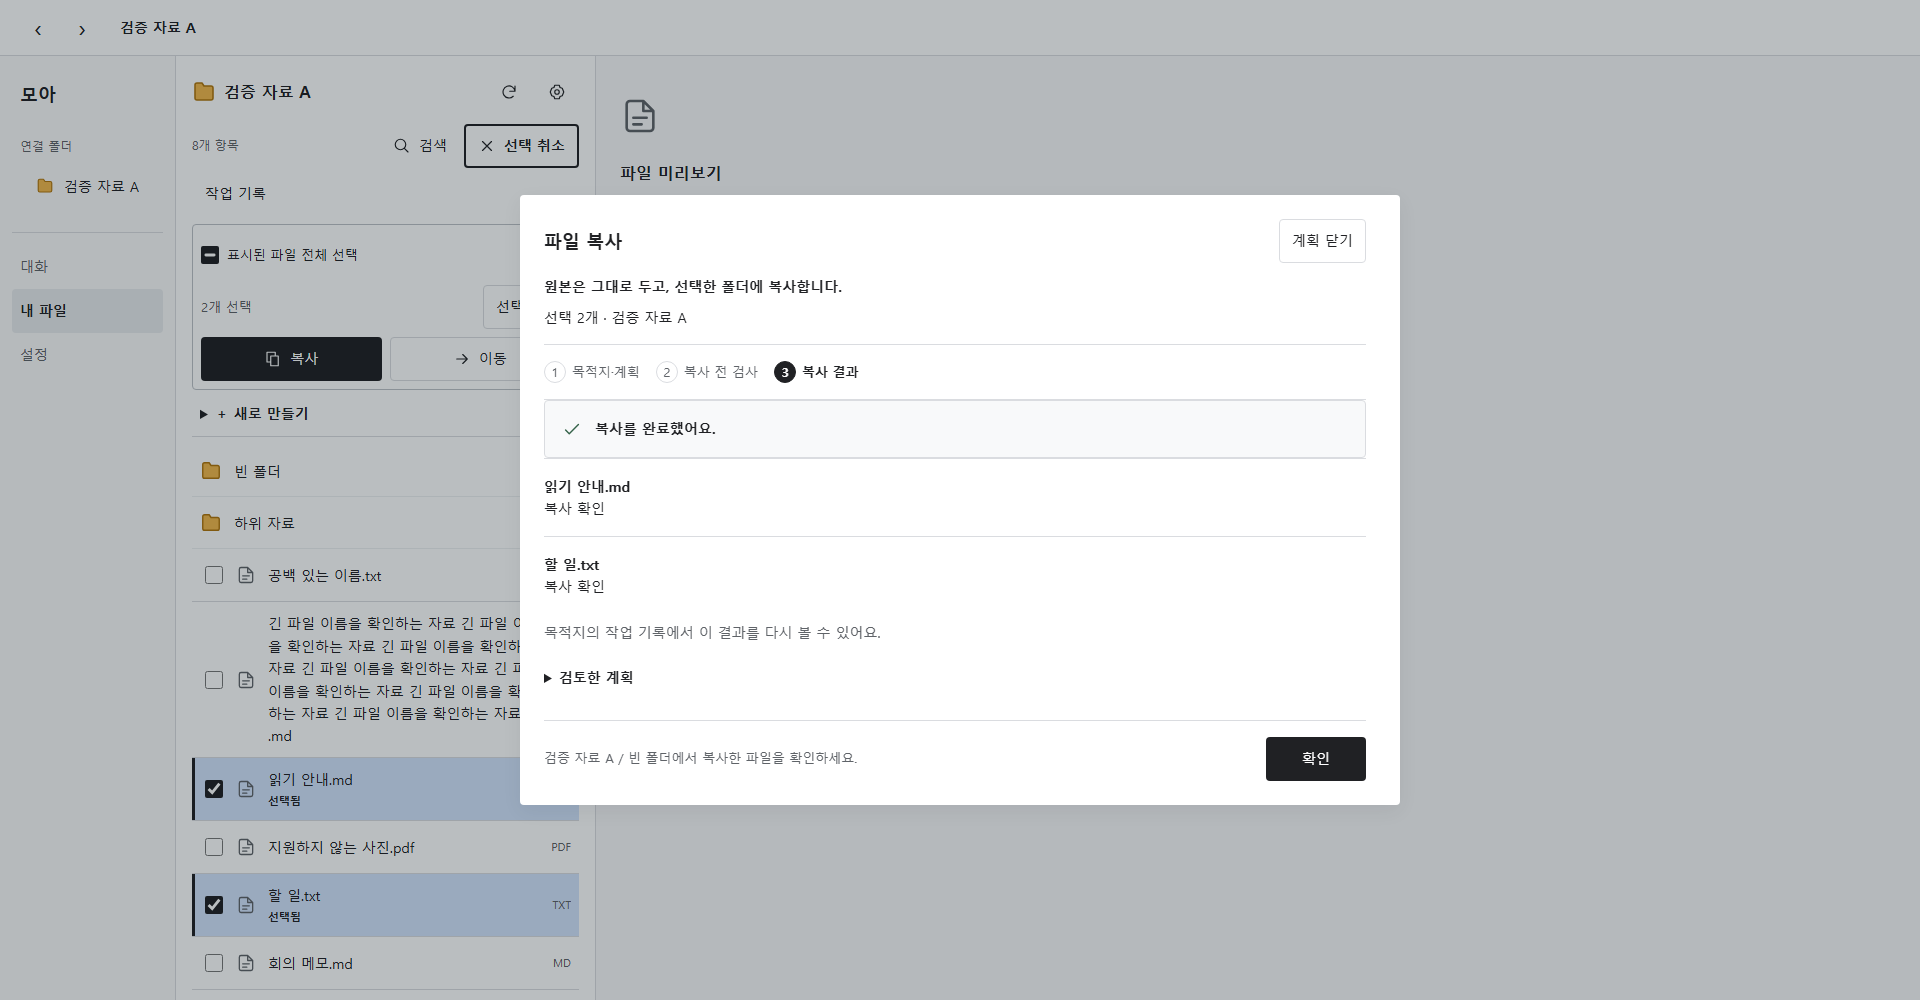 검증 자료 A
모아
연결 폴더
검증 자료 A
대화
내 파일
설정
검증 자료 A
8개 항목
검색
선택 취소
작업 기록
표시된 파일 전체 선택
2개 선택
선택
복사
이동
+ 새로 만들기
빈 폴더
하위 자료
공백 있는 이름.txt
긴 파일 이름을 확인하는 자료 긴 파일
을 확인하는 자료 긴 파일 이름을 확인하
자료 긴 파일 이름을 확인하는 자료 긴
이름을 확인하는 자료 긴 파일 이름을 확
하는 자료 긴 파일 이름을 확인하는 자료
.md
읽기 안내.md
선택됨
지원하지 않는 사진.pdf
PDF
할 일.txt
선택됨
TXT
회의 메모.md
MD
파일 미리보기
파일 복사
계획 닫기
원본은 그대로 두고, 선택한 폴더에 복사합니다.
선택 2개 · 검증 자료 A
1 목적지·계획
2 복사 전 검사
3 복사 결과
복사를 완료했어요.
읽기 안내.md
복사 확인
할 일.txt
복사 확인
목적지의 작업 기록에서 이 결과를 다시 볼 수 있어요.
검토한 계획
검증 자료 A / 빈 폴더에서 복사한 파일을 확인하세요.
확인